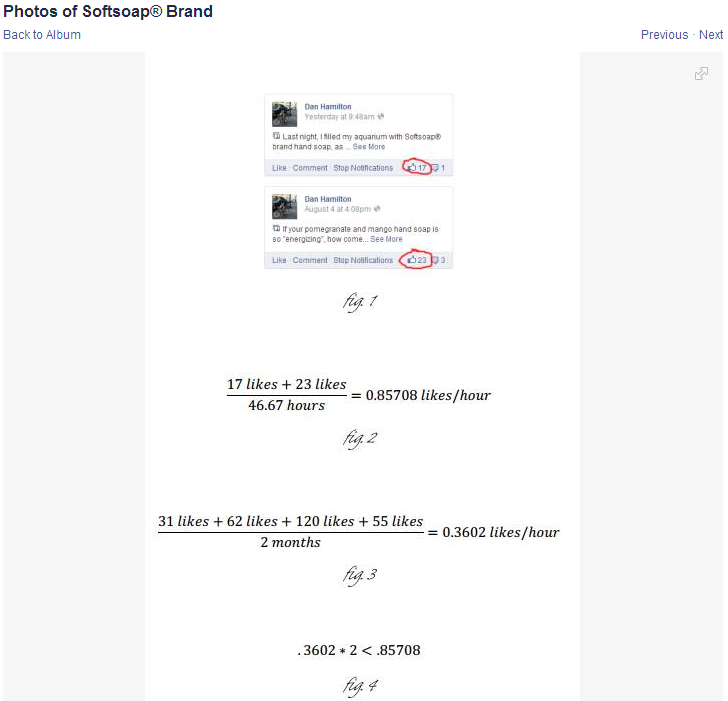 Photos of Softsoap® Brand
Back to Album
Previous · Next
Dan Hamilton
Yesterday at 9:48am
Last night, I filled my aquarium with Softsoap®
brand hand soap, as ... See More
Like · Comment · Stop Notifications 17 1
Dan Hamilton
August 4 at 4:08pm
If your pomegranate and mango hand soap is
so "energizing", how come... See More
Like · Comment · Stop Notifications 23 3
fig. 1
17 likes + 23 likes
46.67 hours
= 0.85708 likes/hour
fig. 2
31 likes + 62 likes + 120 likes + 55 likes
2 months
= 0.3602 likes/hour
fig. 3
.3602 * 2 < .85708
fig. 4